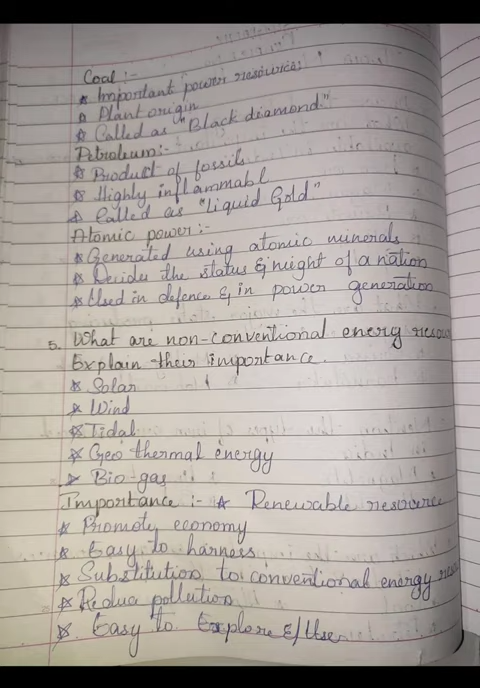 Coal :-
* Important power resources:
* Plant origin
* Called as "Black diamond."
Petroleum:-
* Product of fossils
* Highly inflammabl
* Called as "Liquid Gold"
Atomic power:-
* Generated using atomic minerals
* Decides the status & might of a nation
* Used in defence & in power generation
5. What are non-conventional energy resou
Explain their importance.
* Solar
* Wind
* Tidal
* Geo thermal energy
* Bio-gas
Importance :- * Renewable resource
* Promote economy
* Easy to harness
* Substitution to conventional energy reso
* Reduce pollution
* Easy to Explore &/Use